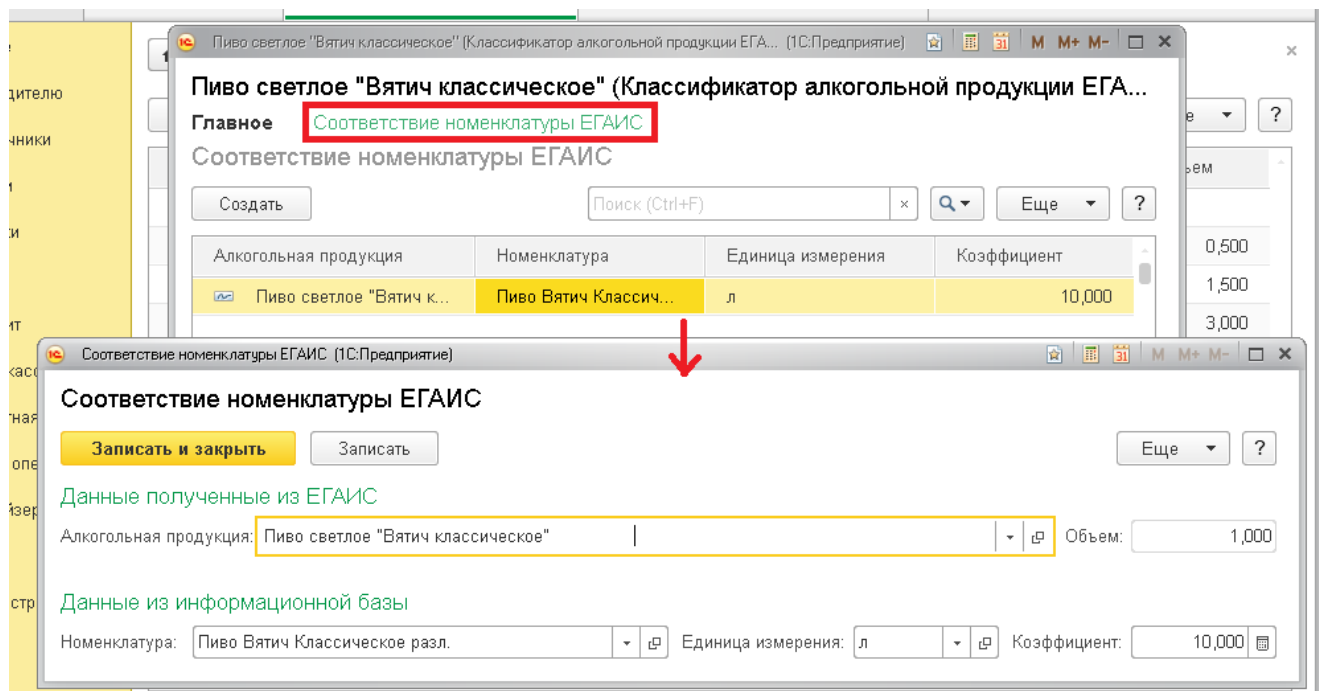 Пиво светлое "Вятич классическое" (Классификатор алкогольной продукции ЕГА... (1С:Предприятие) 31 M M+ M-
Пиво светлое "Вятич классическое" (Классификатор алкогольной продукции ЕГА...
дителю
Главное Соответствие номенклатуры ЕГАИС
?
чники
Соответствие номенклатуры ЕГАИС
Создать Поиск (Ctrl+F) × Еще ?
Алкогольная продукция Номенклатура Единица измерения Коэффициент
0,500
1,500
Пиво светлое "Вятич к... Пиво Вятич Классич... л 10,000
3,000
Соответствие номенклатуры ЕГАИС (1С:Предприятие) 31 M M+ M-
Соответствие номенклатуры ЕГАИС
Записать и закрыть Записать Еще ?
Данные полученные из ЕГАИС
Алкогольная продукция: Пиво светлое "Вятич классическое" Объем: 1,000
Данные из информационной базы
Номенклатура: Пиво Вятич Классическое разл. Единица измерения: л Коэффициент: 10,000